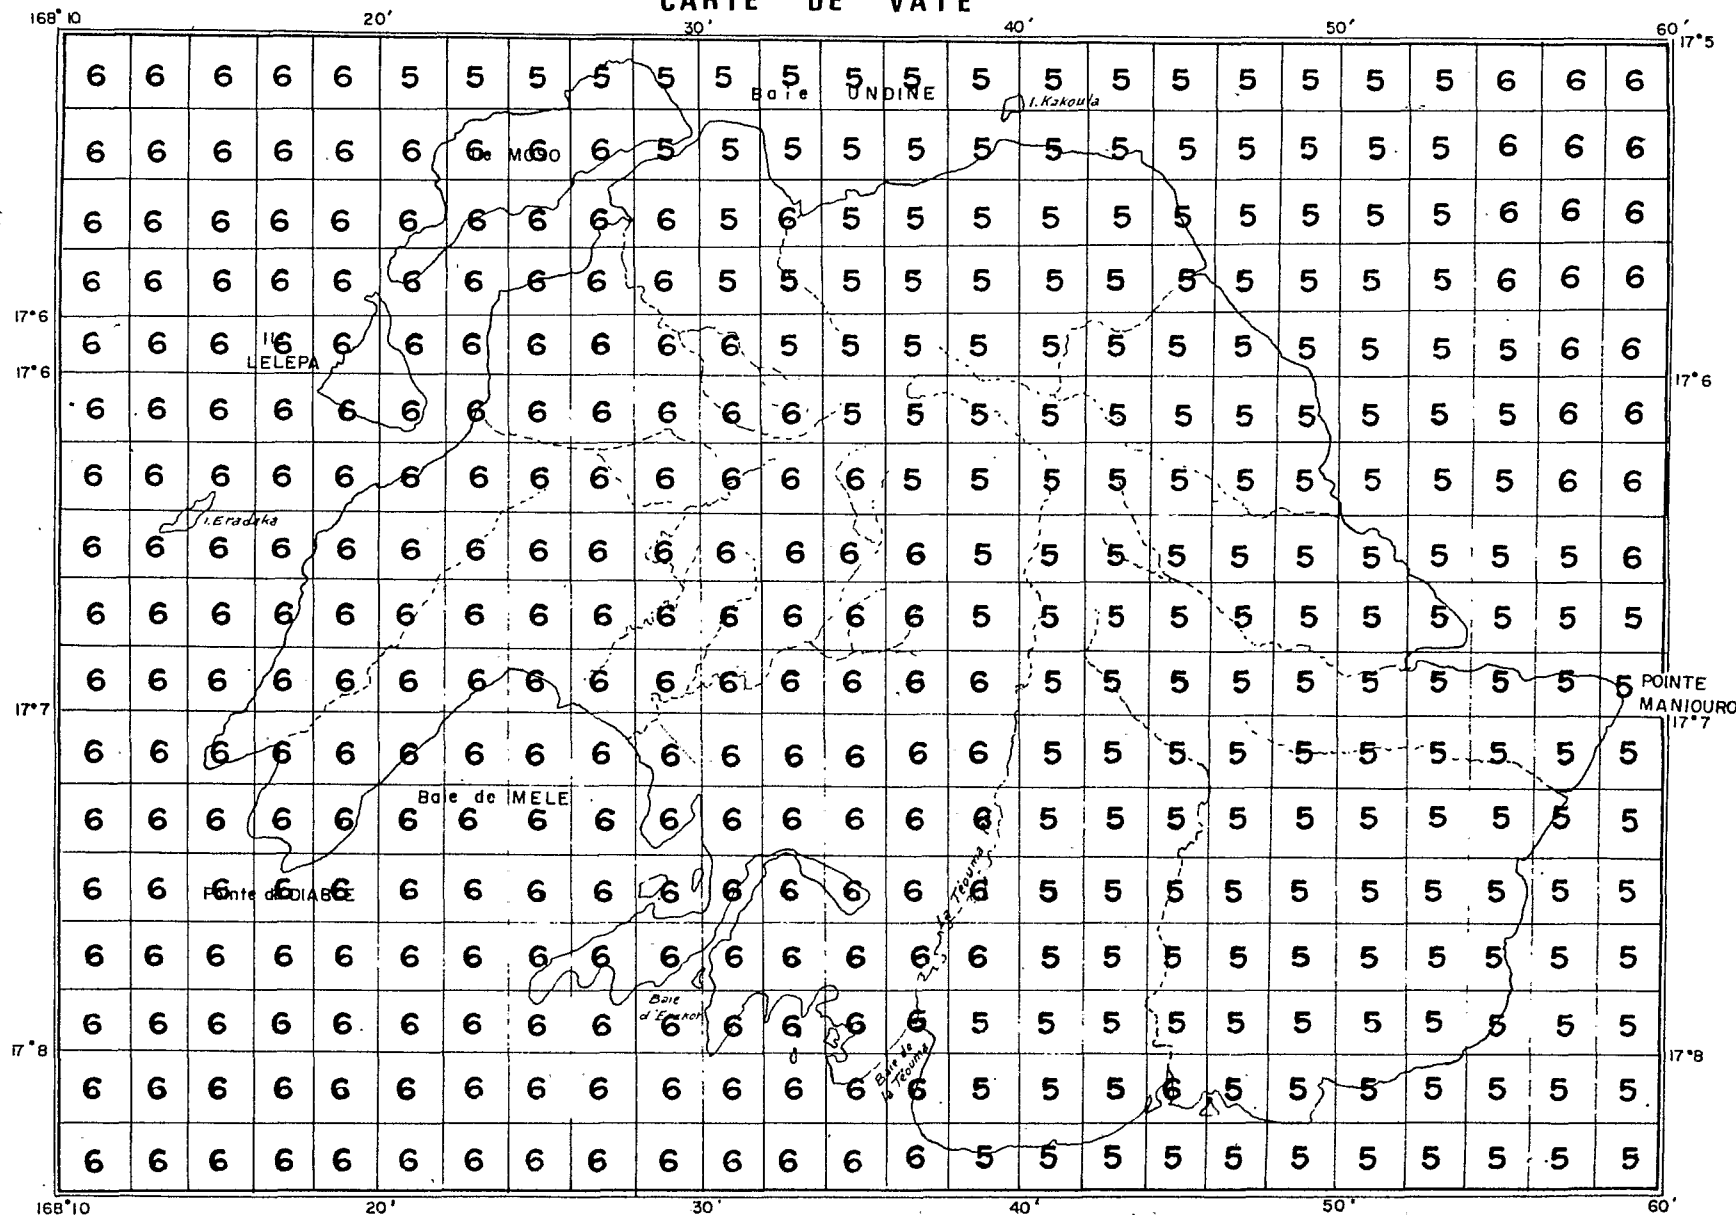 CARTE DE VATE
168°10 20' 30' 40' 50' 60'
17°5
6 6 6 6 6 5 5 5 5 5 5 5 5 5 5 5 5 5 5 5 5 5 6 6 6
Baie UNDINE
I. Kakoula
6 6 6 6 6 6 6 6 6 5 5 5 5 5 5 5 5 5 5 5 5 5 6 6 6
Ile MOSO
6 6 6 6 6 6 6 6 6 6 5 6 5 5 5 5 5 5 5 5 5 5 6 6 6
6 6 6 6 6 6 6 6 6 6 5 5 5 5 5 5 5 5 5 5 5 5 6 6 6
17°6
6 6 6 6 6 6 6 6 6 6 6 5 5 5 5 5 5 5 5 5 5 5 5 6 6
Ile
LELEPA
17°6 17°6
6 6 6 6 6 6 6 6 6 6 6 6 5 5 5 5 5 5 5 5 5 5 5 6 6
6 6 6 6 6 6 6 6 6 6 6 6 6 5 5 5 5 5 5 5 5 5 5 6 6
I. Eradaka
6 6 6 6 6 6 6 6 6 6 6 6 6 6 5 5 5 5 5 5 5 5 5 5 6
6 6 6 6 6 6 6 6 6 6 6 6 6 6 5 5 5 5 5 5 5 5 5 5 5
6 6 6 6 6 6 6 6 6 6 6 6 6 6 6 5 5 5 5 5 5 5 5 5 5
POINTE
MANIOURO
17°7 17°7
6 6 6 6 6 6 6 6 6 6 6 6 6 6 6 5 5 5 5 5 5 5 5 5 5
Baie de MELE
6 6 6 6 6 6 6 6 6 6 6 6 6 6 6 5 5 5 5 5 5 5 5 5 5
La Téouma R
6 6 6 6 6 6 6 6 6 6 6 6 6 6 6 5 5 5 5 5 5 5 5 5 5
Pointe du DIABLE
6 6 6 6 6 6 6 6 6 6 6 6 6 6 6 5 5 5 5 5 5 5 5 5 5
Baie
d'Erakor
6 6 6 6 6 6 6 6 6 6 6 6 6 6 5 5 5 5 5 5 5 5 5 5 5
17°8 17°8
Baie de
la Téouma
6 6 6 6 6 6 6 6 6 6 6 6 6 6 5 5 5 6 5 5 5 5 5 5 5
6 6 6 6 6 6 6 6 6 6 6 6 6 6 5 5 5 5 5 5 5 5 5 5 5
168°10 20' 30' 40' 50' 60'